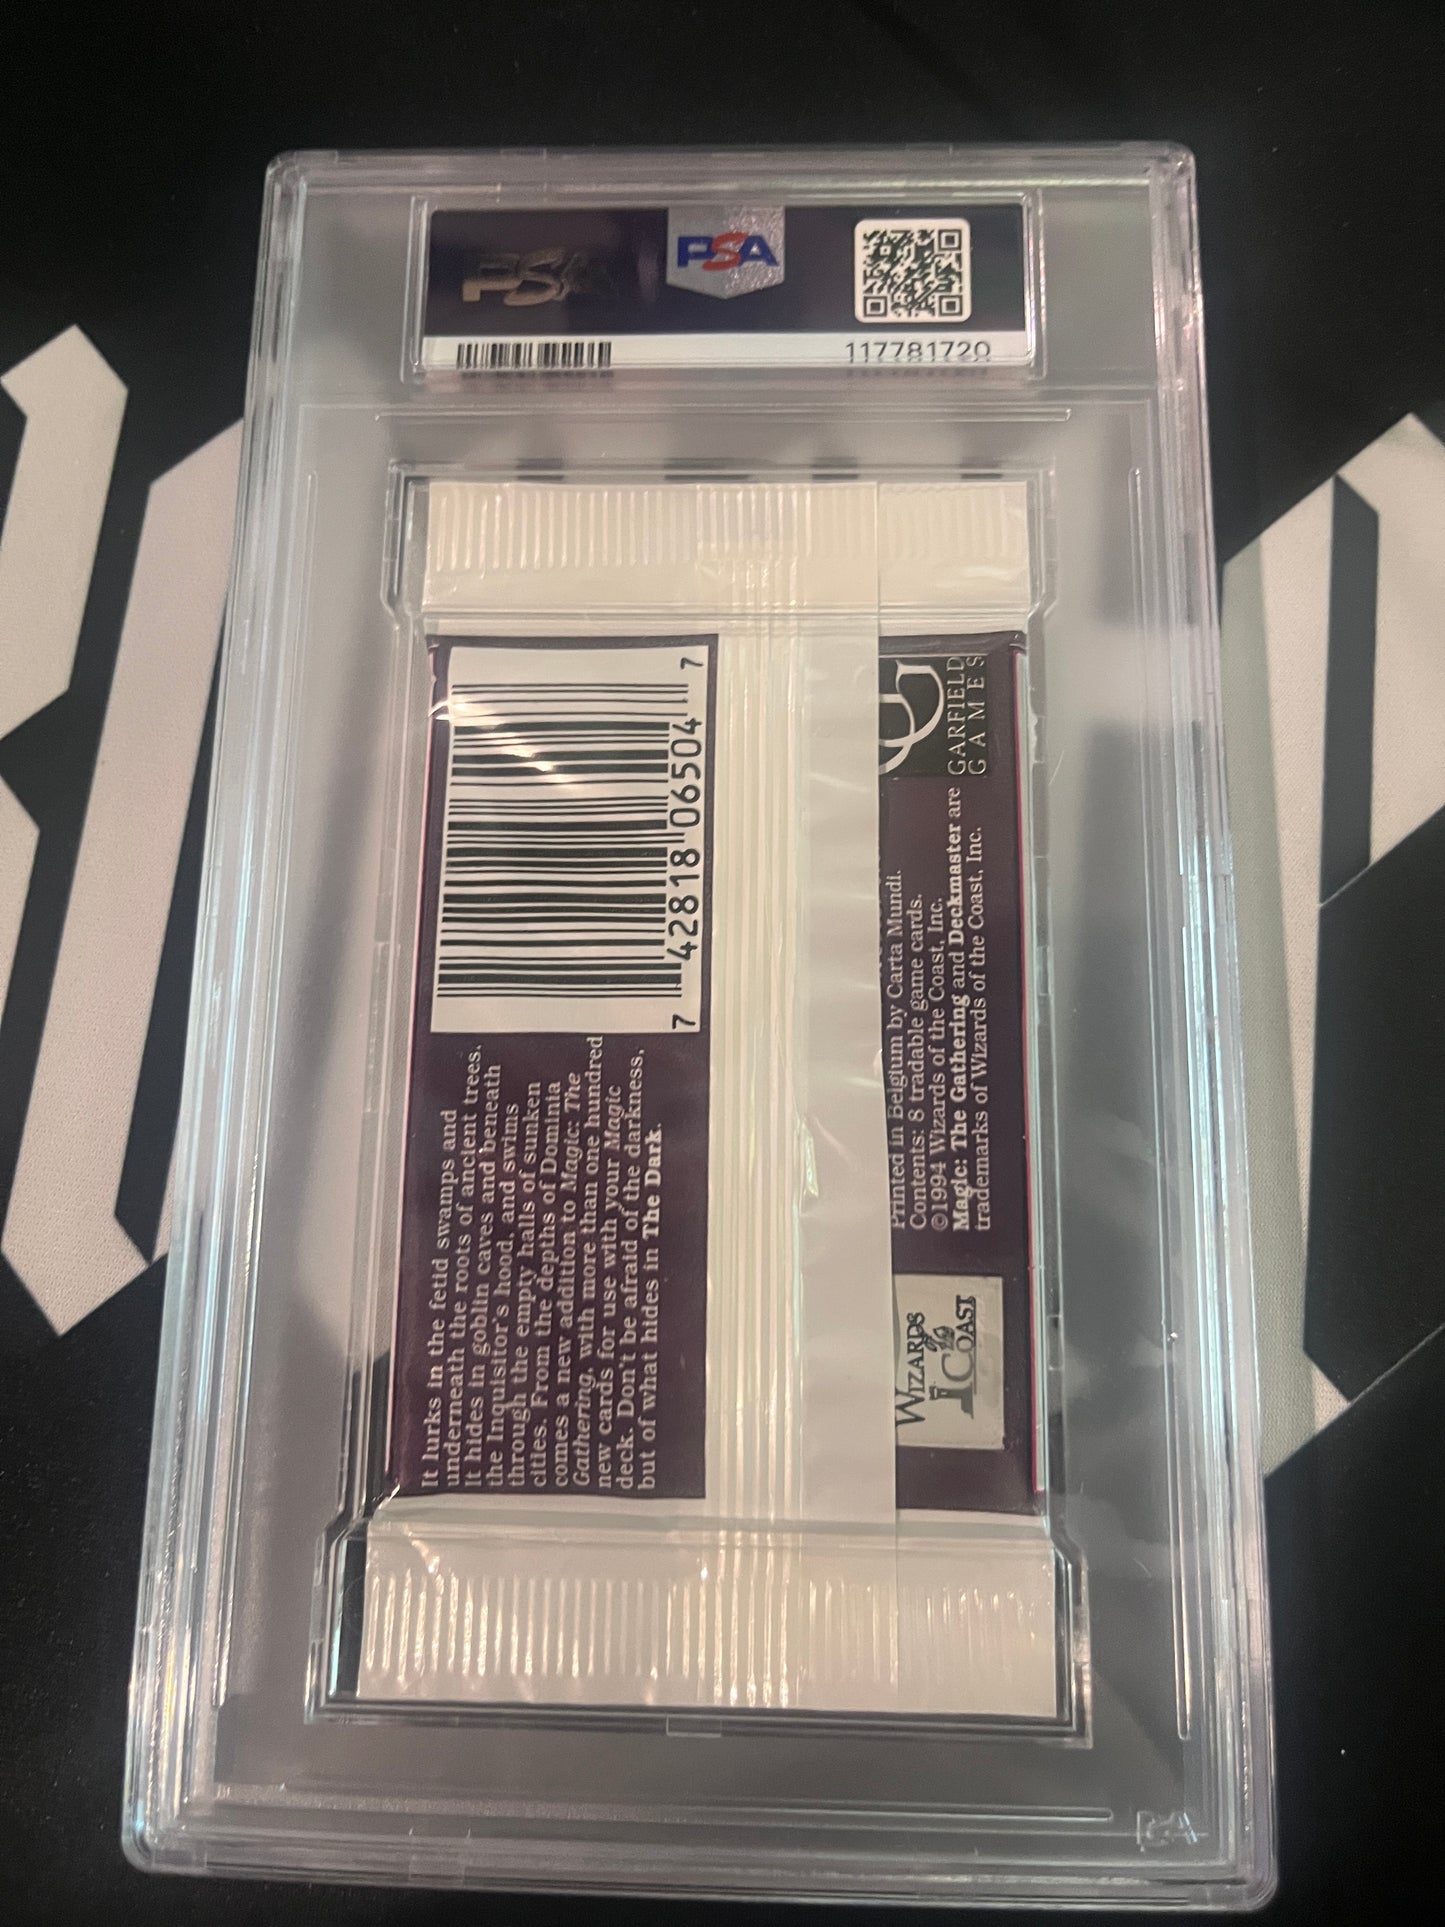 PSA
PSA
117781720
7 42818 06504 7
It lurks in the fetid swamps and
underneath the roots of ancient trees.
It hides in goblin caves and beneath
the Inquisitor's hood, and swims
through the empty halls of sunken
cities. From the depths of Dominia
comes a new addition to Magic: The
Gathering, with more than one hundred
new cards for use with your Magic
deck. Don't be afraid of the darkness,
but of what hides in The Dark.
WIZARDS
of the
COAST
Printed in Belgium by Carta Mundi.
Contents: 8 tradable game cards.
©1994 Wizards of the Coast, Inc.
Magic: The Gathering and Deckmaster are
trademarks of Wizards of the Coast, Inc.
GARFIELD
GAMES
PSA